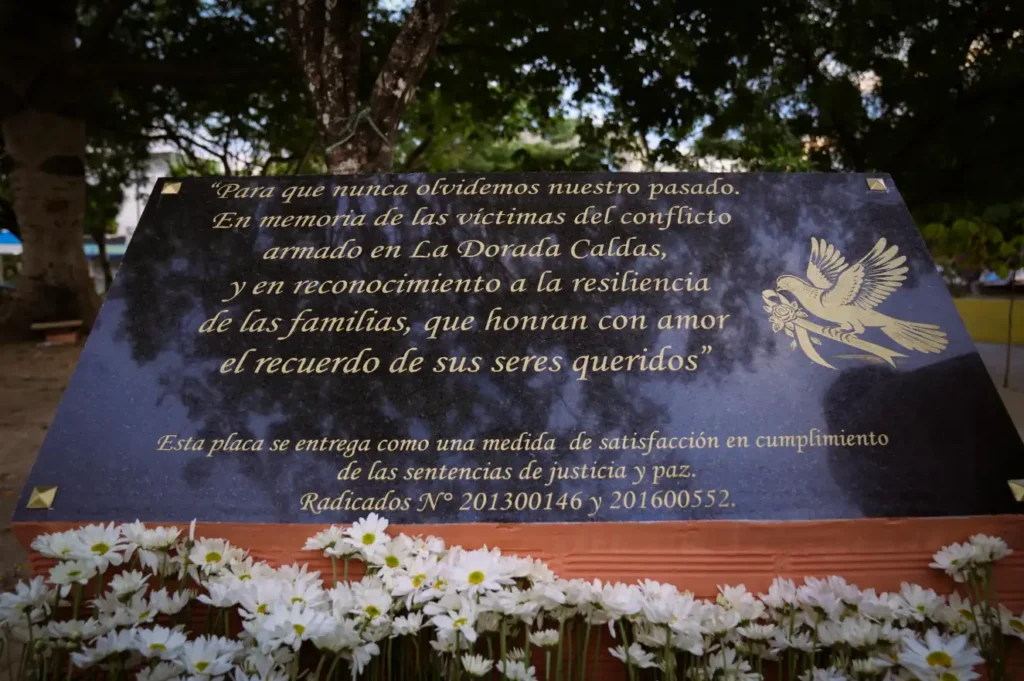 “Para que nunca olvidemos nuestro pasado.
En memoria de las víctimas del conflicto
armado en La Dorada Caldas,
y en reconocimiento a la resiliencia
de las familias, que honran con amor
el recuerdo de sus seres queridos”
Esta placa se entrega como una medida de satisfacción en cumplimiento
de las sentencias de justicia y paz.
Radicados N° 201300146 y 201600552.